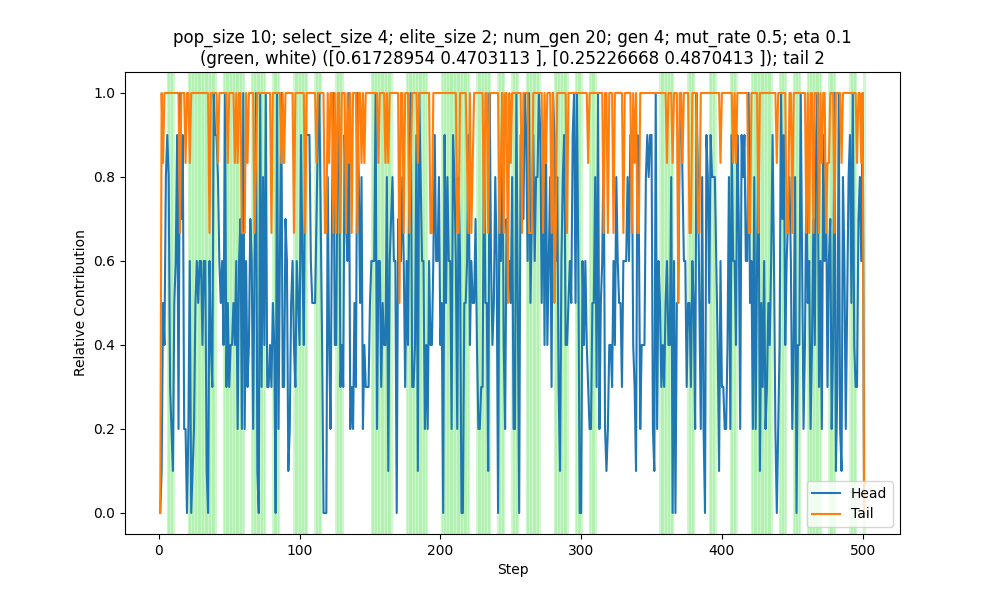 pop_size 10; select_size 4; elite_size 2; num_gen 20; gen 4; mut_rate 0.5; eta 0.1
(green, white) ([0.61728954 0.4703113 ], [0.25226668 0.4870413 ]); tail 2
1.0
0.8
0.6
0.4
0.2
0.0
Relative Contribution
Head
Tail
0
100
200
300
400
500
Step